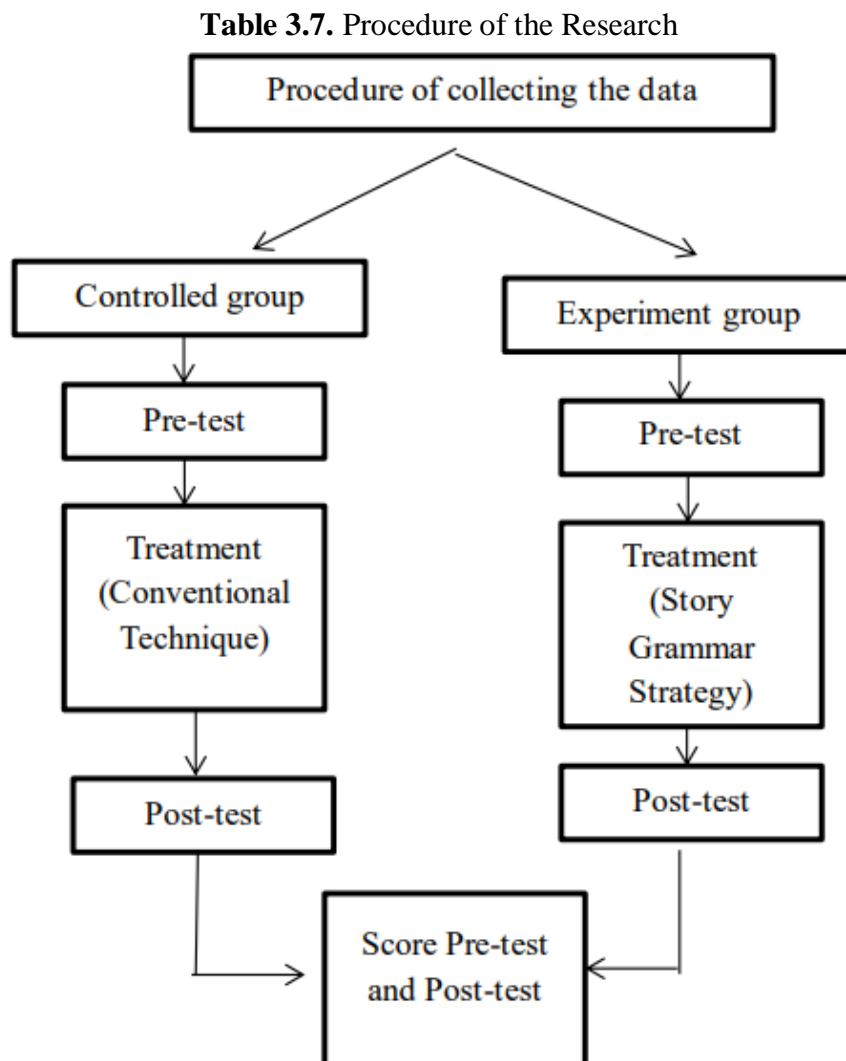 Table 3.7. Procedure of the Research
Procedure of collecting the data
Controlled group
Experiment group
Pre-test
Pre-test
Treatment
(Conventional
Technique)
Treatment
(Story
Grammar
Strategy)
Post-test
Post-test
Score Pre-test
and Post-test